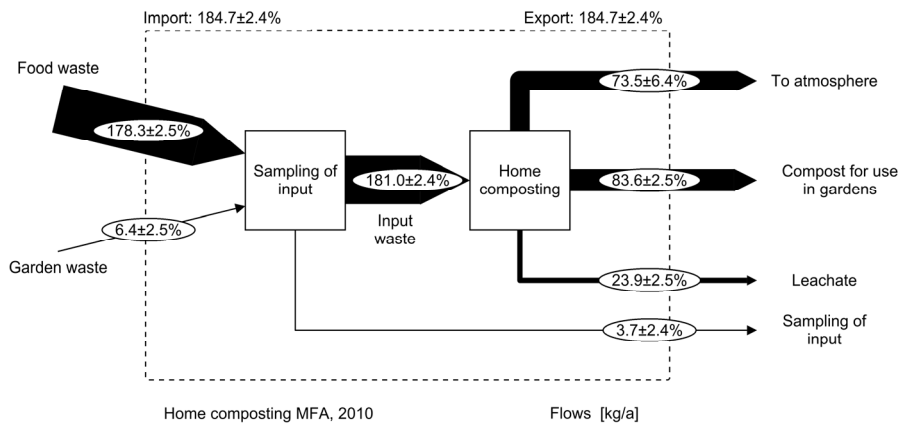 Import: 184.7±2.4%
Export: 184.7±2.4%
Food waste
73.5±6.4%
To atmosphere
178.3±2.5%
Sampling of
input
181.0±2.4%
Home
composting
83.6±2.5%
Compost for use
in gardens
Input
waste
6.4±2.5%
Garden waste
23.9±2.5%
Leachate
3.7±2.4%
Sampling of
input
Home composting MFA, 2010
Flows [kg/a]